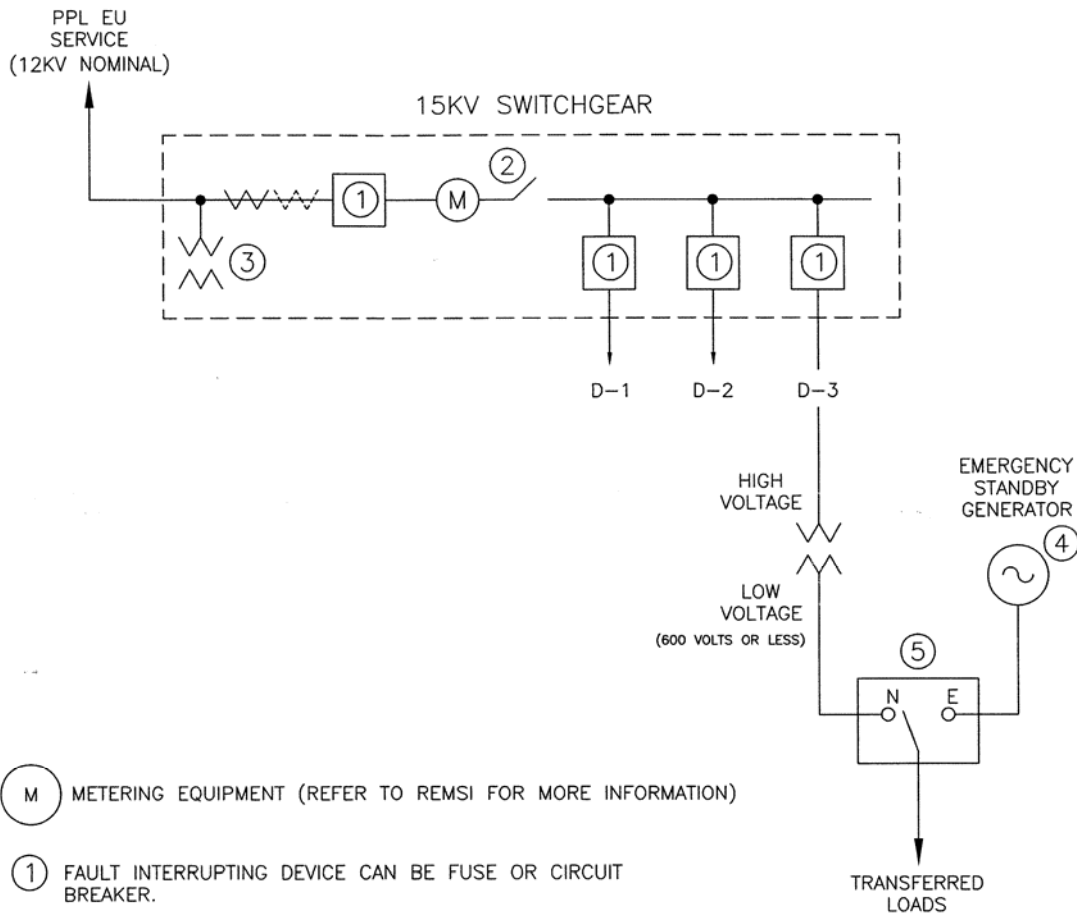 PPL EU
SERVICE
(12KV NOMINAL)
15KV SWITCHGEAR
2
1
M
3
1
1
1
D-1
D-2
D-3
HIGH
VOLTAGE
EMERGENCY
STANDBY
GENERATOR
4
LOW
VOLTAGE
(600 VOLTS OR LESS)
5
N
E
M METERING EQUIPMENT (REFER TO REMSI FOR MORE INFORMATION)
1 FAULT INTERRUPTING DEVICE CAN BE FUSE OR CIRCUIT
BREAKER.
TRANSFERRED
LOADS